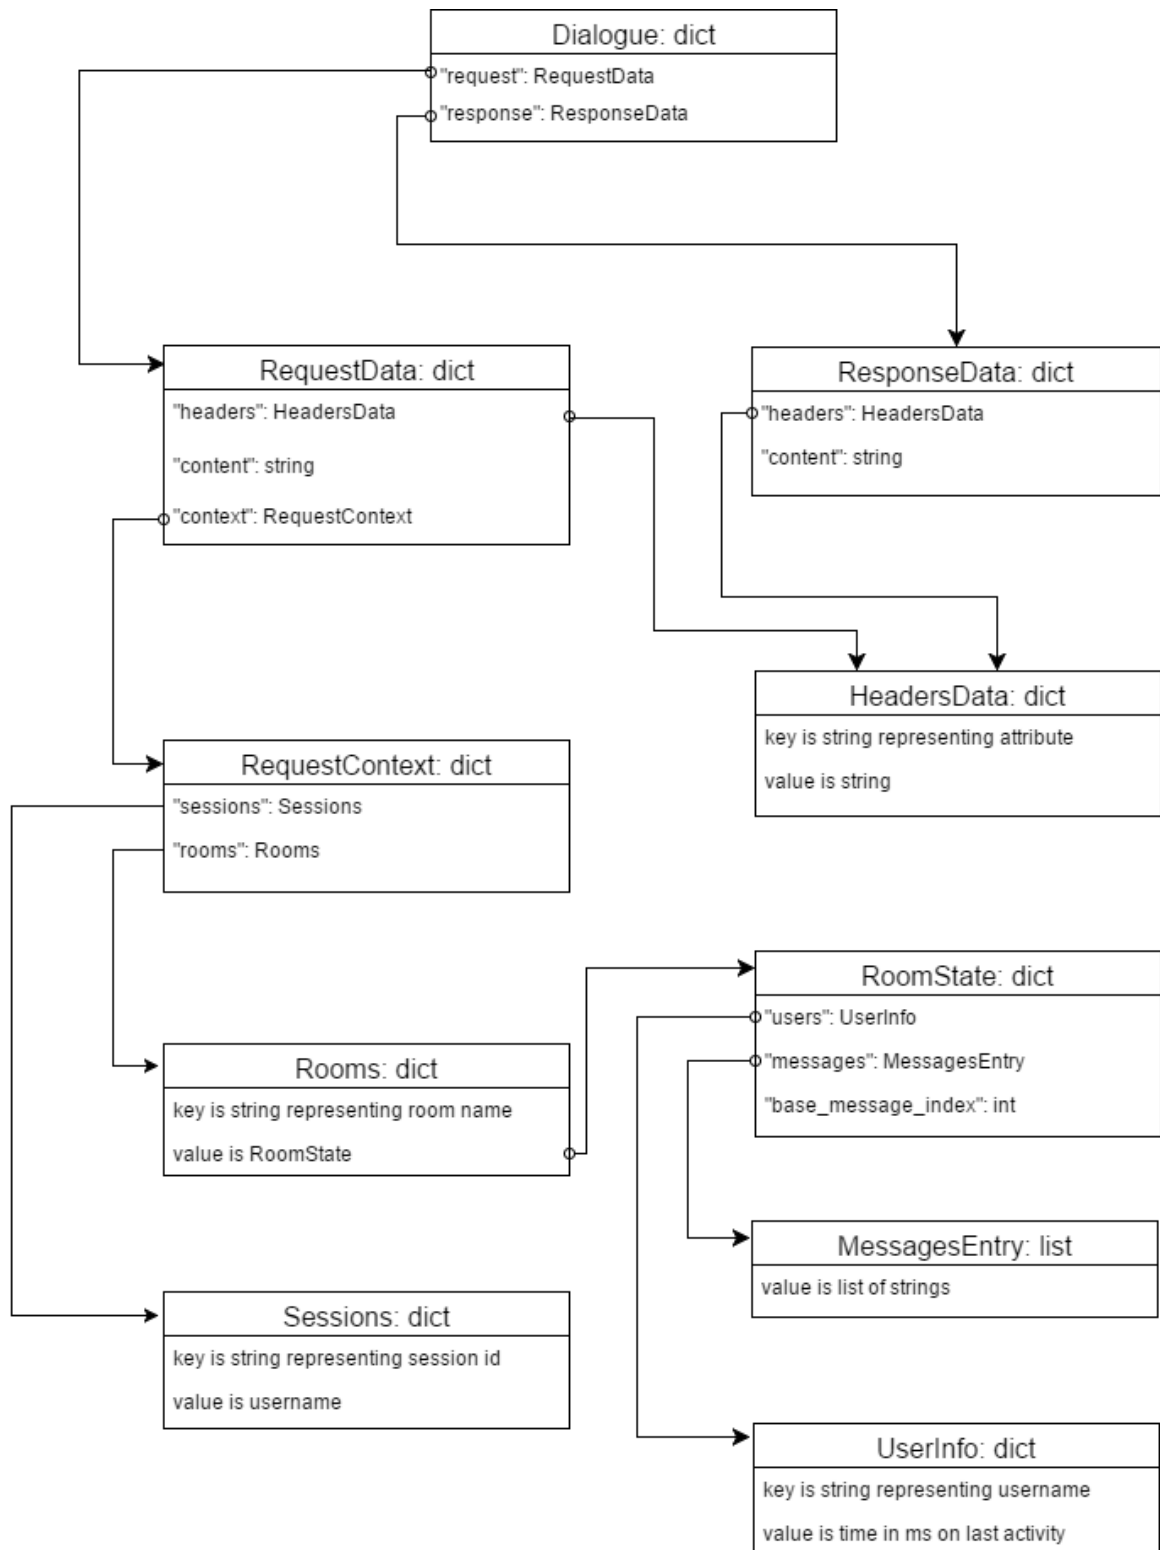 Dialogue: dict
"request": RequestData
"response": ResponseData
RequestData: dict
"headers": HeadersData
"content": string
"context": RequestContext
ResponseData: dict
"headers": HeadersData
"content": string
HeadersData: dict
key is string representing attribute
value is string
RequestContext: dict
"sessions": Sessions
"rooms": Rooms
RoomState: dict
"users": UserInfo
"messages": MessagesEntry
"base_message_index": int
Rooms: dict
key is string representing room name
value is RoomState
MessagesEntry: list
value is list of strings
Sessions: dict
key is string representing session id
value is username
UserInfo: dict
key is string representing username
value is time in ms on last activity